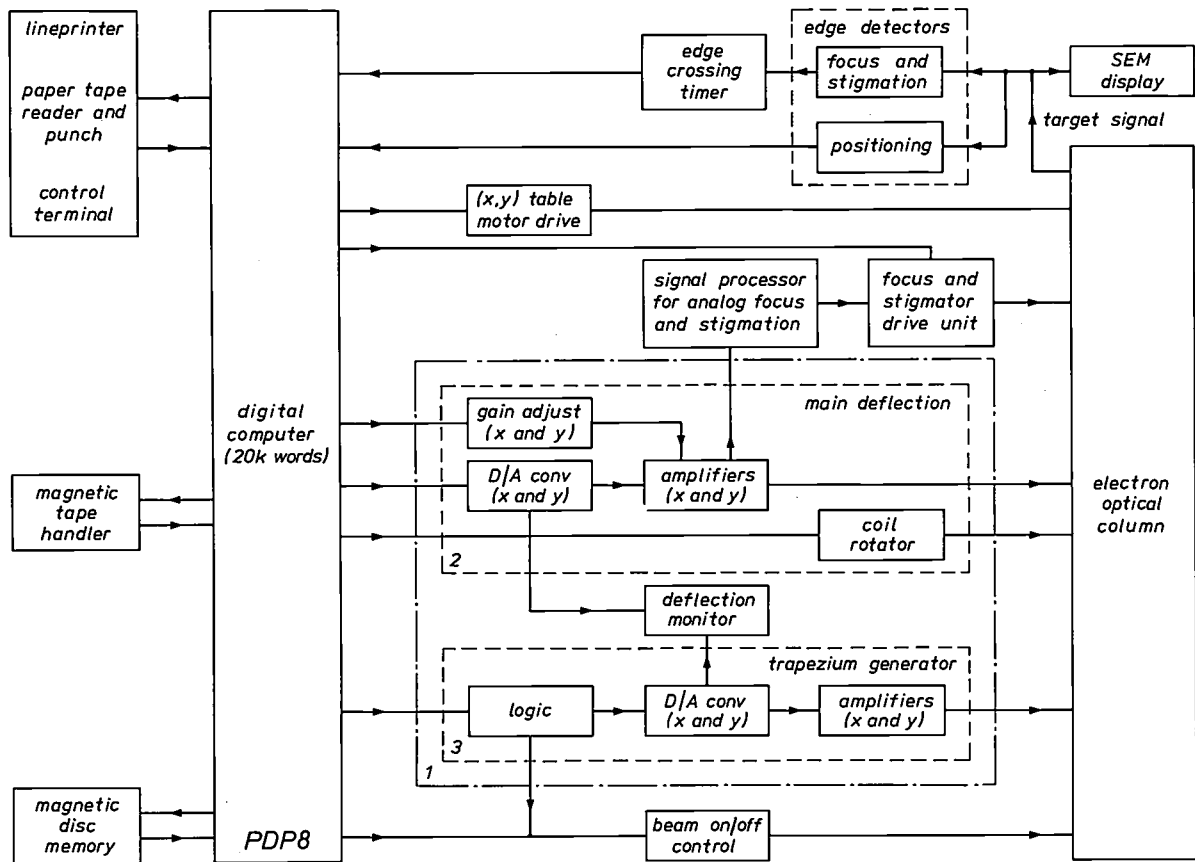 lineprinter
paper tape
reader and
punch
control
terminal
magnetic
tape
handler
magnetic
disc
memory
digital
computer
(20k words)
PDP8
edge
crossing
timer
edge detectors
focus and
stigmation
positioning
SEM
display
target signal
(x,y) table
motor drive
signal processor
for analog focus
and stigmation
focus and
stigmator
drive unit
main deflection
gain adjust
(x and y)
D/A conv
(x and y)
amplifiers
(x and y)
coil
rotator
2
electron
optical
column
deflection
monitor
trapezium generator
logic
D/A conv
(x and y)
amplifiers
(x and y)
3
1
beam on/off
control